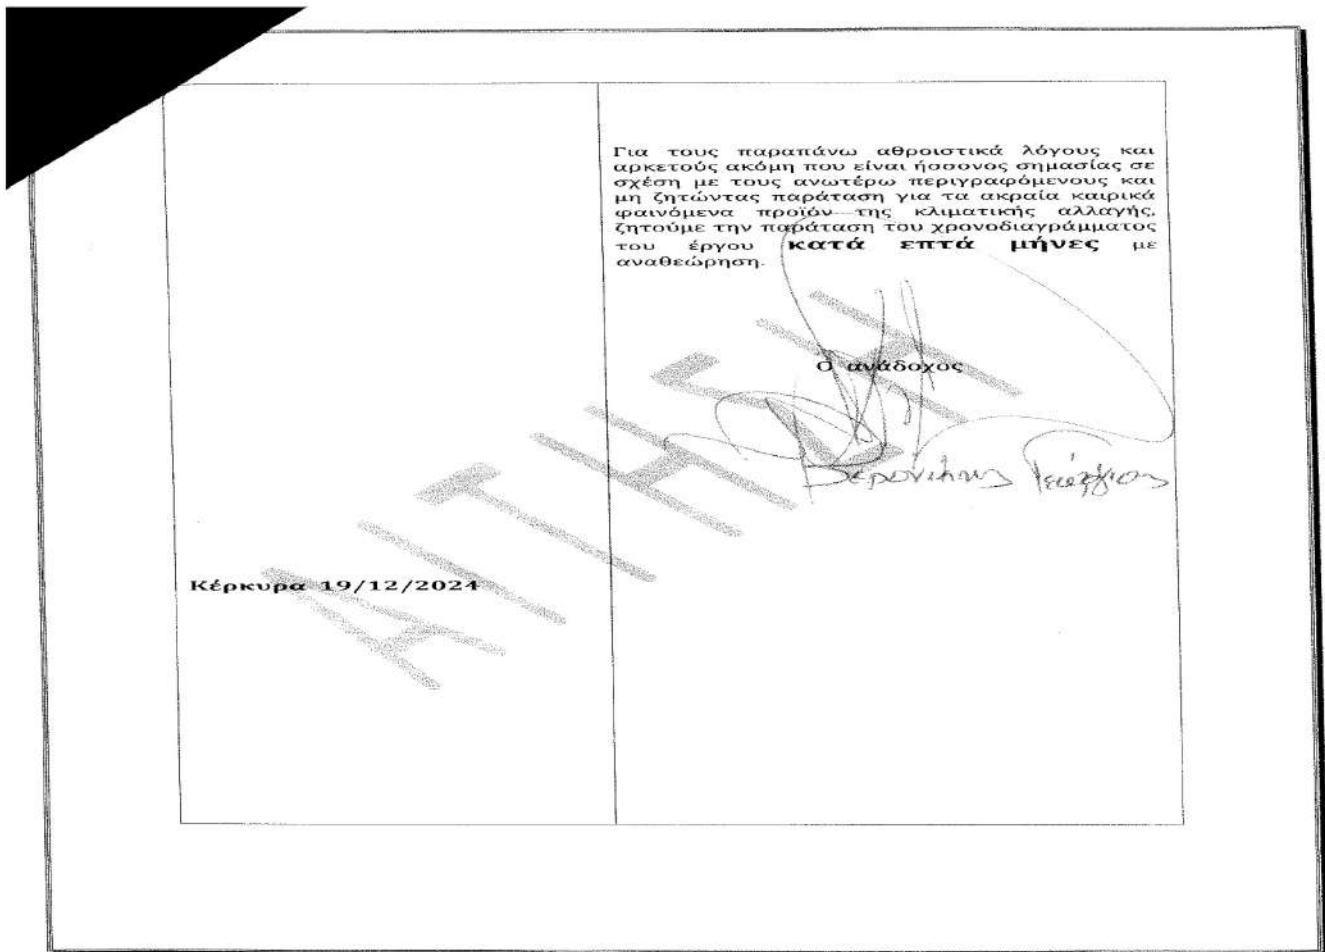 Για τους παραπάνω αθροιστικά λόγους και
αρκετούς ακόμη που είναι ήσσονος σημασίας σε
σχέση με τους ανωτέρω περιγραφόμενους και
μη ζητώντας παράταση για τα ακραία καιρικά
φαινόμενα προϊόν της κλιματικής αλλαγής,
ζητούμε την παράταση του χρονοδιαγράμματος
του έργου κατά επτά μήνες με
αναθεώρηση.
Ο ανάδοχος
Γεώργιος
Κέρκυρα 19/12/2024
ΑΙΤΗΣΗ